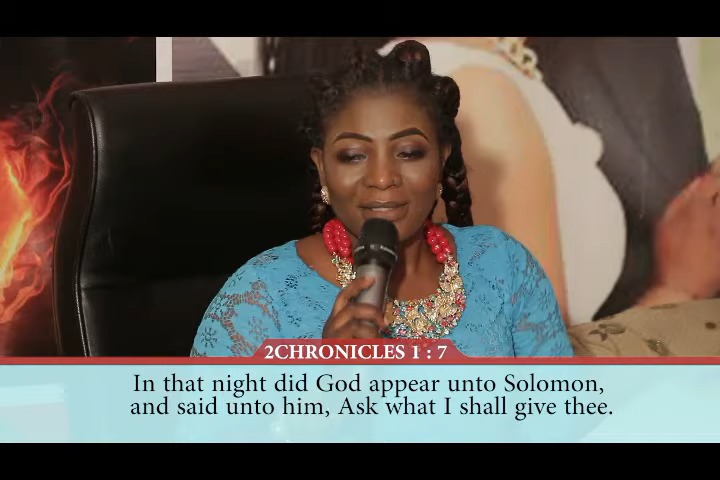 2CHRONICLES 1 : 7
In that night did God appear unto Solomon,
and said unto him, Ask what I shall give thee.